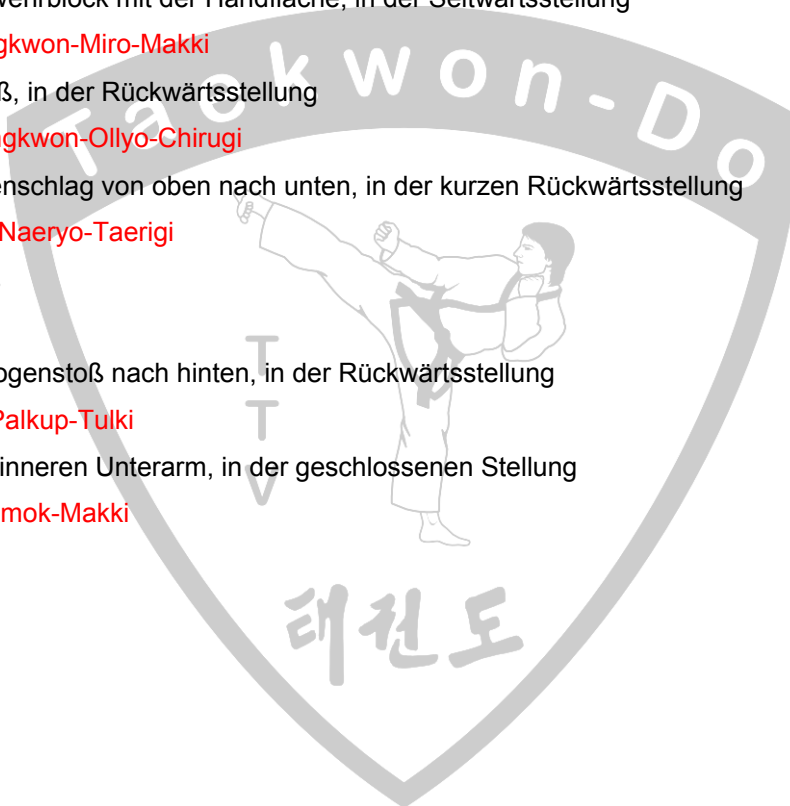 wehrblock mit der Handfläche, in der Seitwärtsstellung
gkwon-Miro-Makki
ß, in der Rückwärtsstellung
ngkwon-Ollyo-Chirugi
enschlag von oben nach unten, in der kurzen Rückwärtsstellung
Naeryo-Taerigi
ogenstoß nach hinten, in der Rückwärtsstellung
Palkup-Tulki
inneren Unterarm, in der geschlossenen Stellung
mok-Makki
Taekwon-Do
T
T
V
태권도